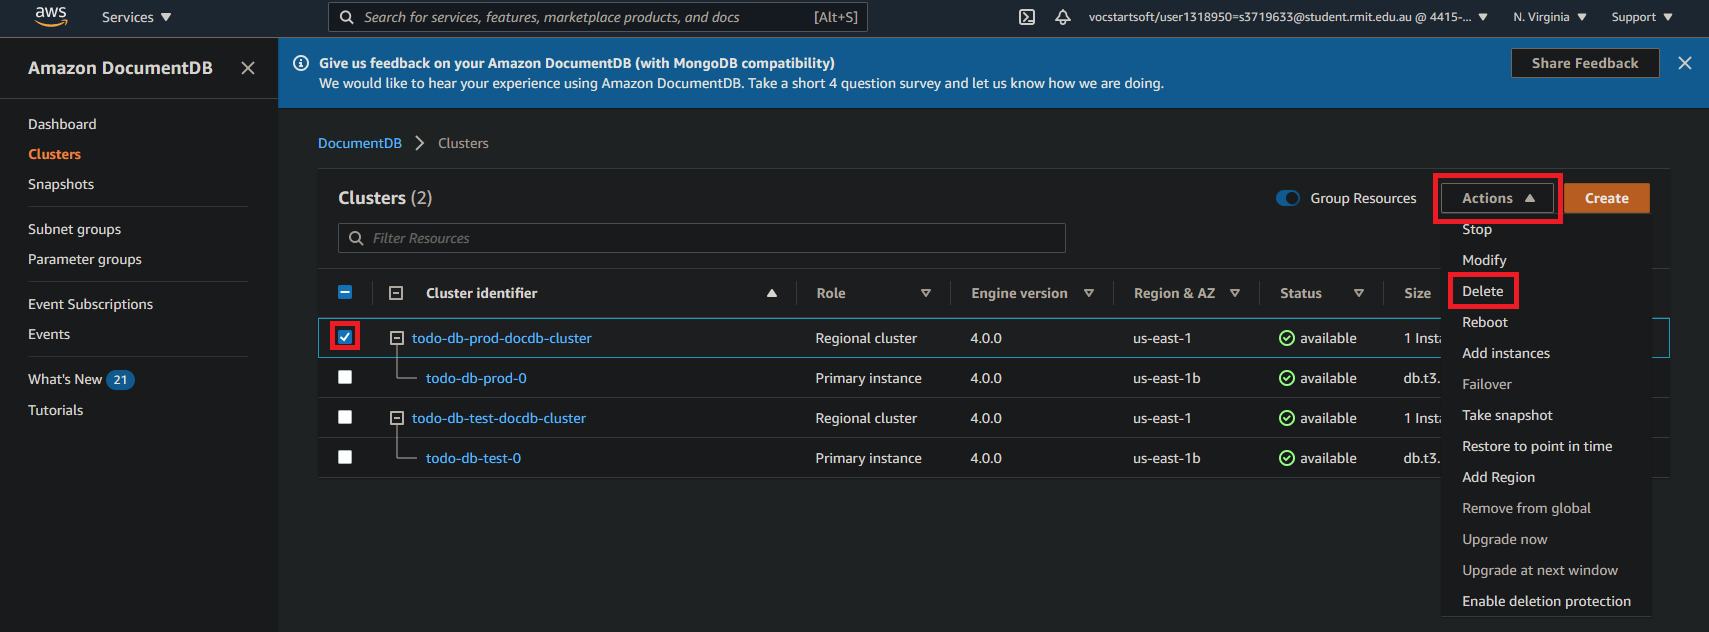 aws
Services
Search for services, features, marketplace products, and docs [Alt+S]
vocstartsoft/user1318950=s3719633@student.rmit.edu.au @ 4415-...
N. Virginia
Support
Amazon DocumentDB
Give us feedback on your Amazon DocumentDB (with MongoDB compatibility)
We would like to hear your experience using Amazon DocumentDB. Take a short 4 question survey and let us know how we are doing.
Share Feedback
Dashboard
Clusters
Snapshots
Subnet groups
Parameter groups
Event Subscriptions
Events
What's New 21
Tutorials
DocumentDB > Clusters
Clusters (2)
Group Resources
Actions
Create
Filter Resources
Cluster identifier Role Engine version Region & AZ Status Size
todo-db-prod-docdb-cluster Regional cluster 4.0.0 us-east-1 available 1 Insta
todo-db-prod-0 Primary instance 4.0.0 us-east-1b available db.t3.
todo-db-test-docdb-cluster Regional cluster 4.0.0 us-east-1 available 1 Insta
todo-db-test-0 Primary instance 4.0.0 us-east-1b available db.t3.
Stop
Modify
Delete
Reboot
Add instances
Failover
Take snapshot
Restore to point in time
Add Region
Remove from global
Upgrade now
Upgrade at next window
Enable deletion protection